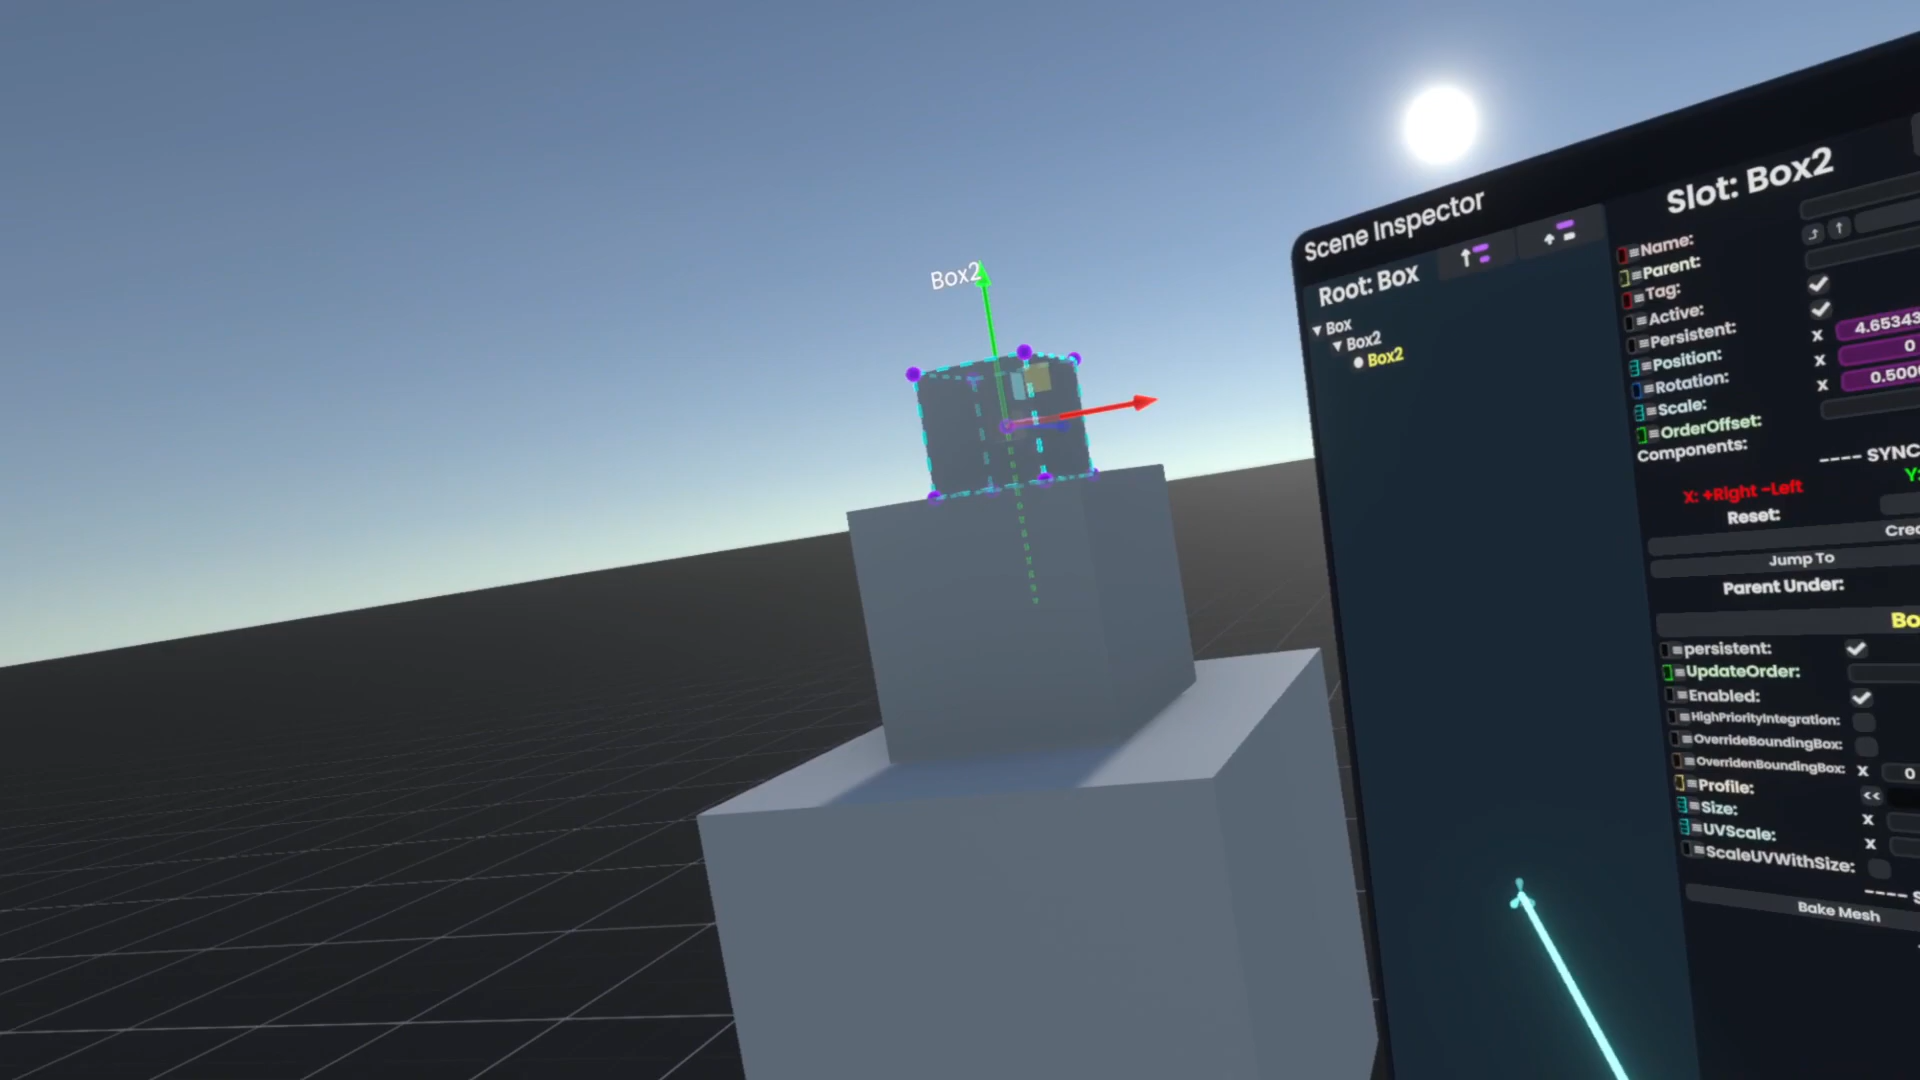 Box2
Scene Inspector
Root: Box
Box
Box2
Box2
Slot: Box2
Name:
Parent:
Tag:
Active:
Persistent:
Position: X 4.65343
Rotation: X 0
Scale: X 0.500
OrderOffset:
Components:
---- SYNC
X: +Right -Left
Y:
Reset:
Jump To
Parent Under:
persistent:
UpdateOrder:
Enabled:
HighPriorityIntegration:
OverrideBoundingBox:
OverridenBoundingBox: X 0
Profile: <<
Size: X
UVScale: X
ScaleUVWithSize:
---- S
Bake Mesh